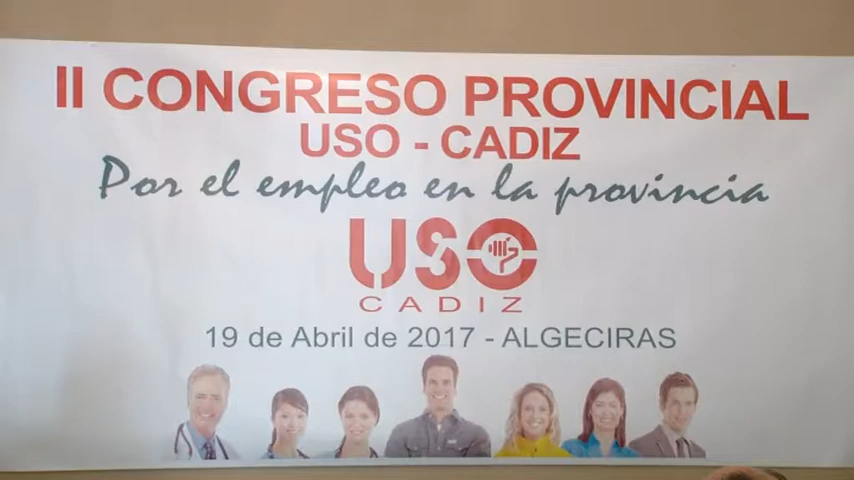 II CONGRESO PROVINCIAL
USO - CADIZ
Por el empleo en la provincia
USO
CADIZ
19 de Abril de 2017 - ALGECIRAS